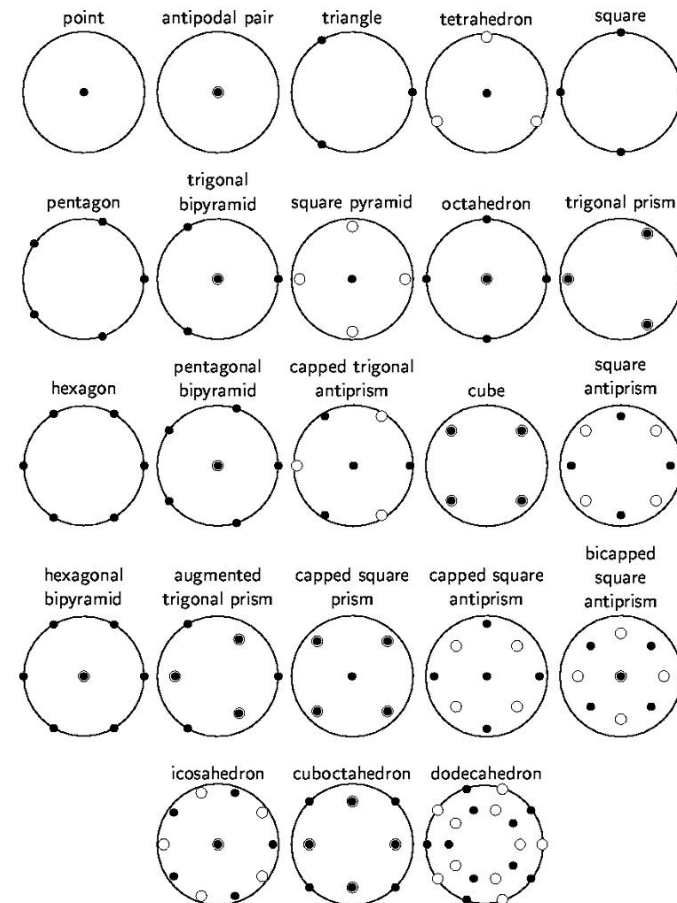 point
antipodal pair
triangle
tetrahedron
square
pentagon
trigonal
bipyramid
square pyramid
octahedron
trigonal prism
hexagon
pentagonal
bipyramid
capped trigonal
antiprism
cube
square
antiprism
hexagonal
bipyramid
augmented
trigonal prism
capped square
prism
capped square
antiprism
bicapped
square
antiprism
icosahedron
cuboctahedron
dodecahedron